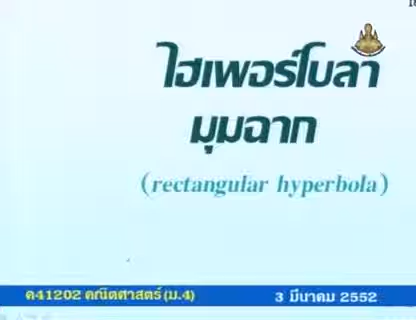 ไฮเพอร์โบลา
มุมฉาก
(rectangular hyperbola)
ค41202 คณิตศาสตร์ (ม.4)
3 มีนาคม 2552